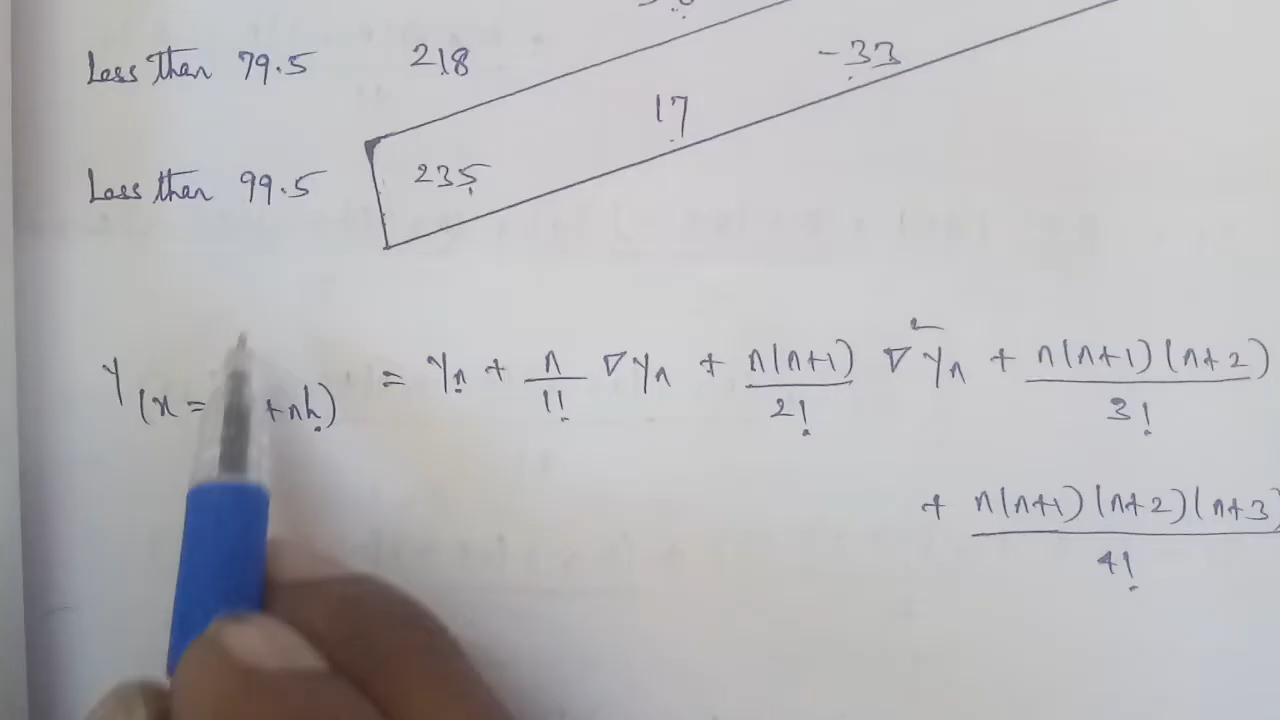 -33
Less Than 79.5 218
17
Less then 99.5 235
Y(x = +nh) = Yn + n/1! ∇Yn + n(n+1)/2! ∇²Yn + n(n+1)(n+2)/3!
+ n(n+1)(n+2)(n+3)/4!